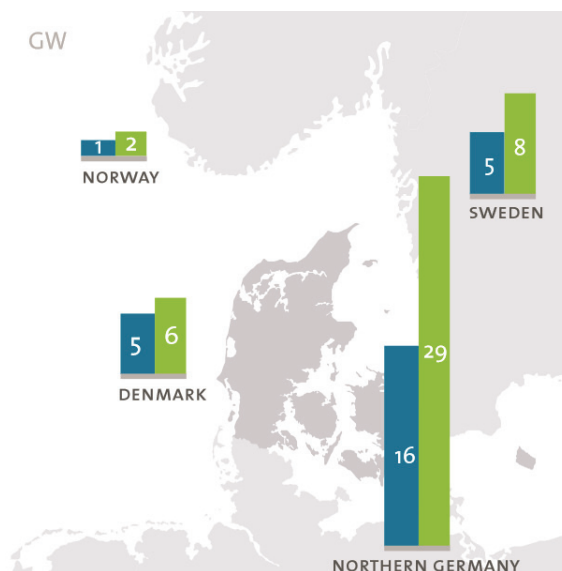 GW
1 2
NORWAY
5 8
SWEDEN
5 6
DENMARK
16 29
NORTHERN GERMANY